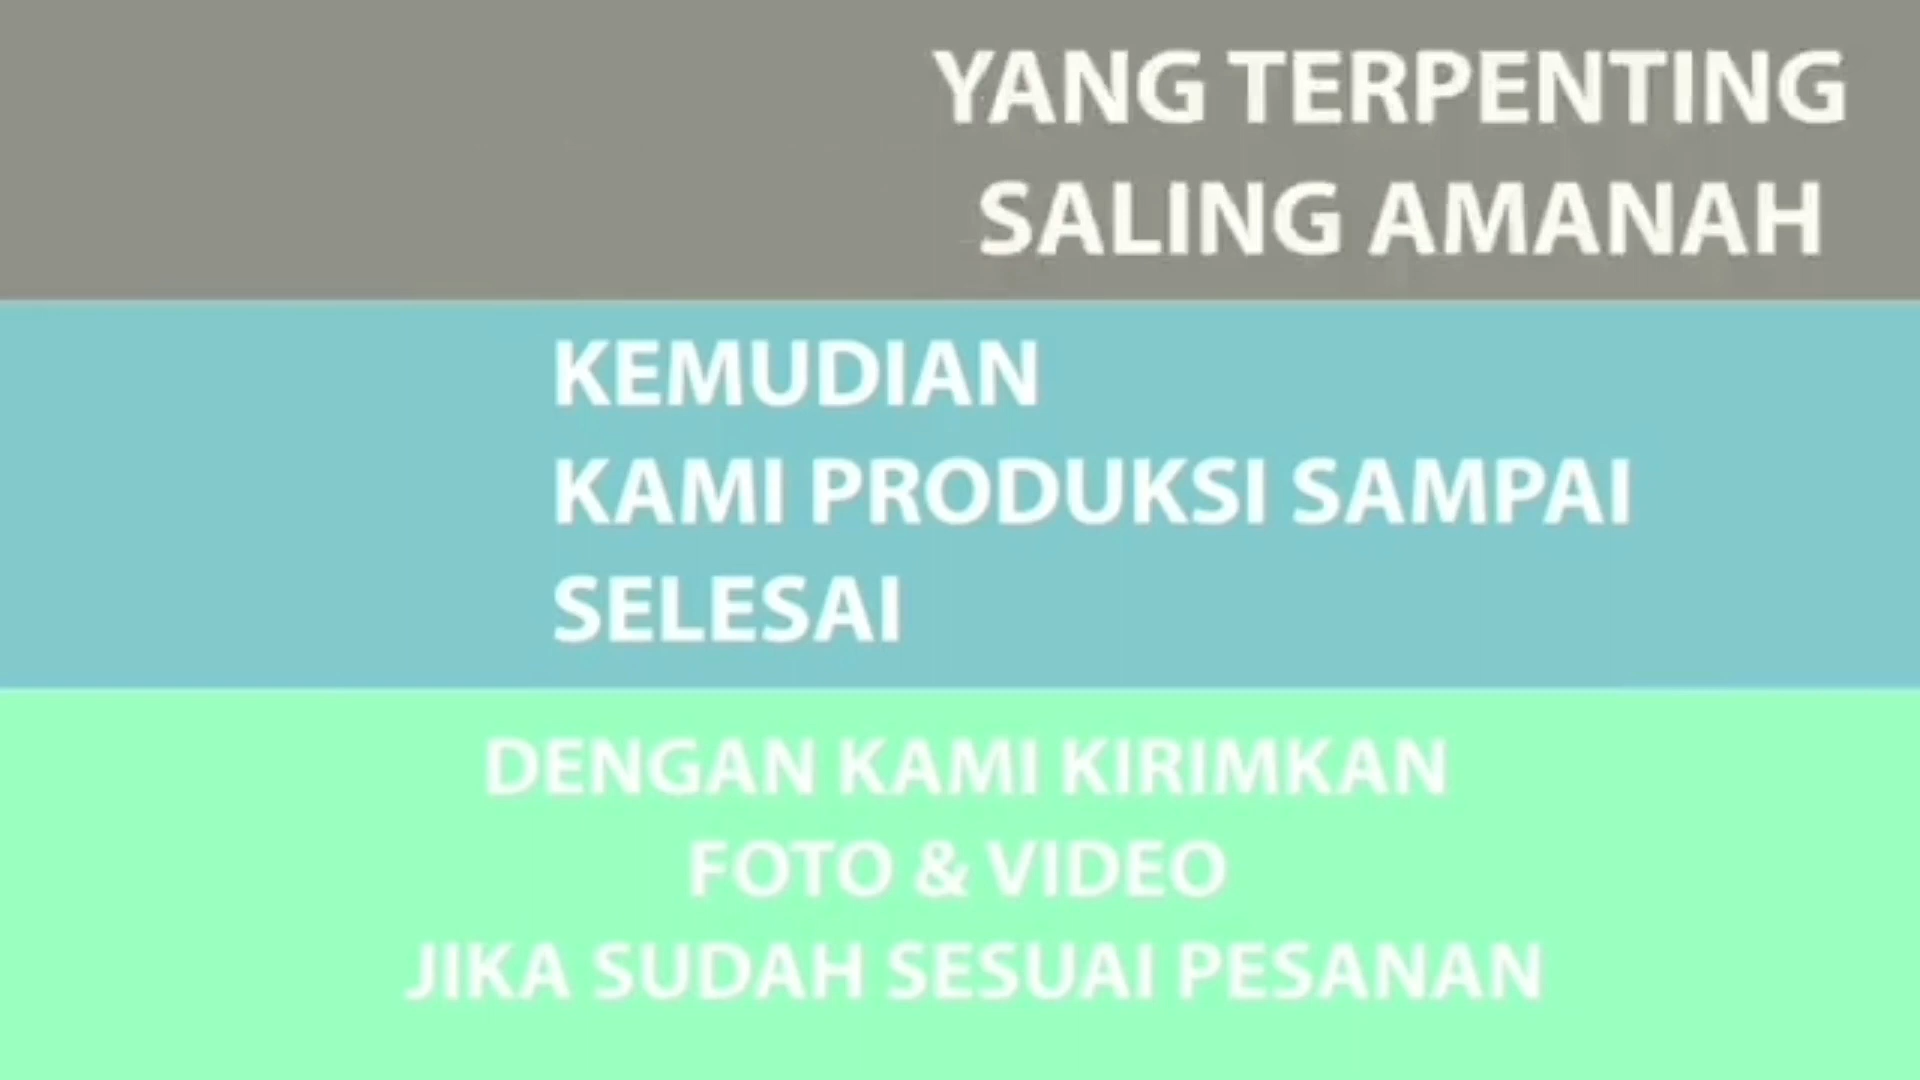 YANG TERPENTING
SALING AMANAH
KEMUDIAN
KAMI PRODUKSI SAMPAI
SELESAI
DENGAN KAMI KIRIMKAN
FOTO & VIDEO
JIKA SUDAH SESUAI PESANAN